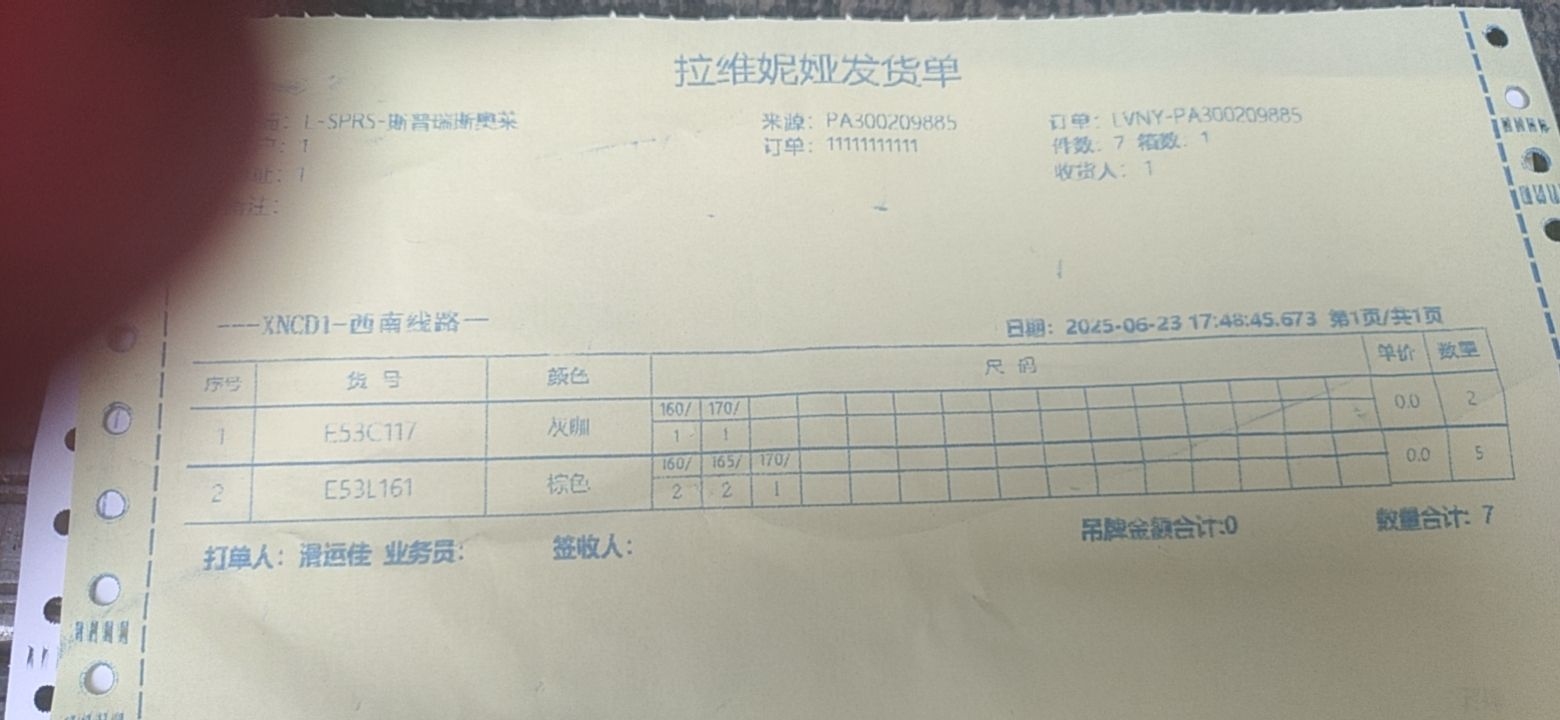 拉维妮娅发货单
L-SPRS-斯普瑞斯奥莱 来源: PA300209885 订单: LVNY-PA300209885
: 1 订单: 11111111111 件数: 7 箱数: 1
址: 1 收货人: 1
备注:
---XNCD1-西南线路— 日期: 2025-06-23 17:48:45.673 第1页/共1页
序号 货号 颜色 尺码 单价 数量
160/ 170/
1 E53C117 灰咖 1 1 0.0 2
160/ 165/ 170/
2 E53L161 棕色 2 2 1 0.0 5
打单人: 滑运佳 业务员: 签收人: 吊牌金额合计:0 数量合计: 7